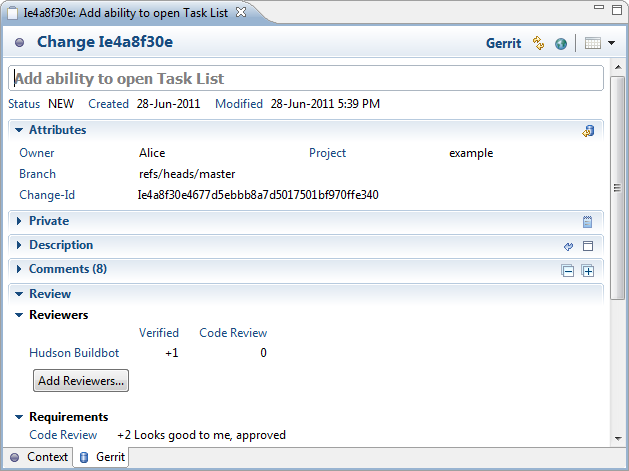 Ie4a8f30e: Add ability to open Task List
Change Ie4a8f30e Gerrit
Add ability to open Task List
Status NEW Created 28-Jun-2011 Modified 28-Jun-2011 5:39 PM
Attributes
Owner Alice Project example
Branch refs/heads/master
Change-Id Ie4a8f30e4677d5ebbb8a7d5017501bf970ffe340
Private
Description
Comments (8)
Review
Reviewers
Verified Code Review
Hudson Buildbot +1 0
Add Reviewers...
Requirements
Code Review +2 Looks good to me, approved
Context Gerrit